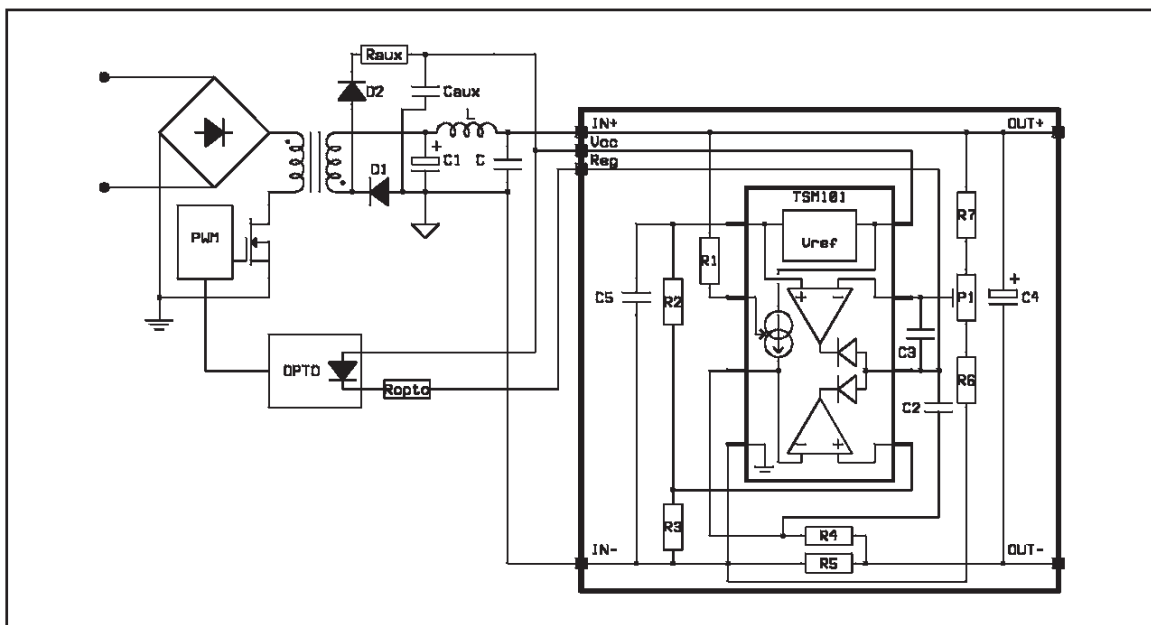 Raux
D2
Caux
L
IN+
OUT+
Vcc
Reg
C1
C
D1
TSM101
R7
PWM
Vref
R1
C5
R2
P1
C4
C3
OPTO
Ropto
R6
C2
R3
R4
IN-
R5
OUT-